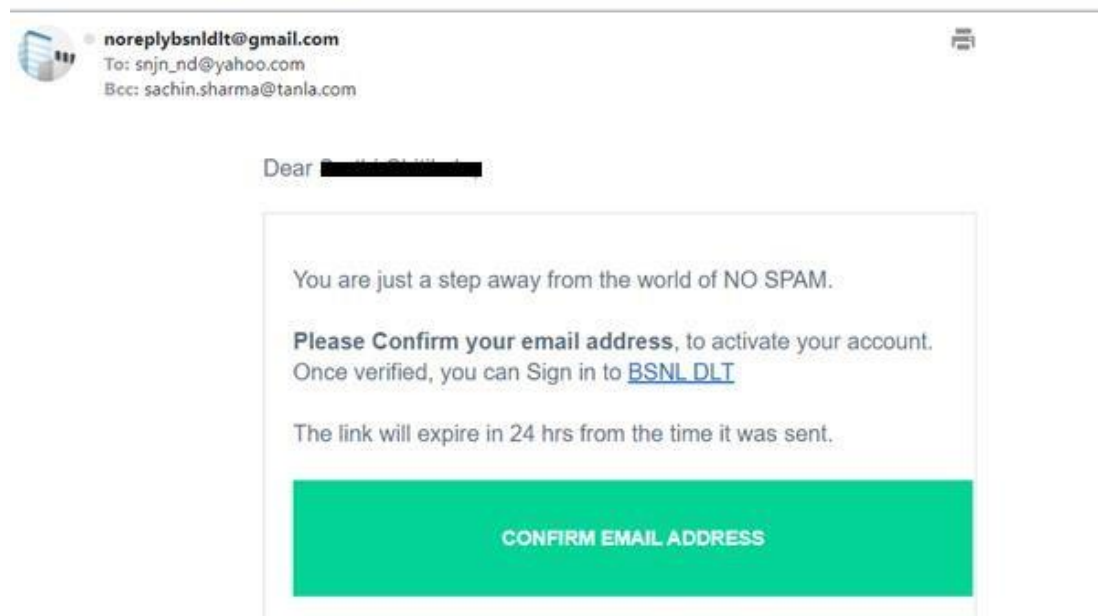 noreplybsnldlt@gmail.com
To: snjn_nd@yahoo.com
Bcc: sachin.sharma@tanla.com
Dear
You are just a step away from the world of NO SPAM.
Please Confirm your email address, to activate your account.
Once verified, you can Sign in to BSNL DLT
The link will expire in 24 hrs from the time it was sent.
CONFIRM EMAIL ADDRESS